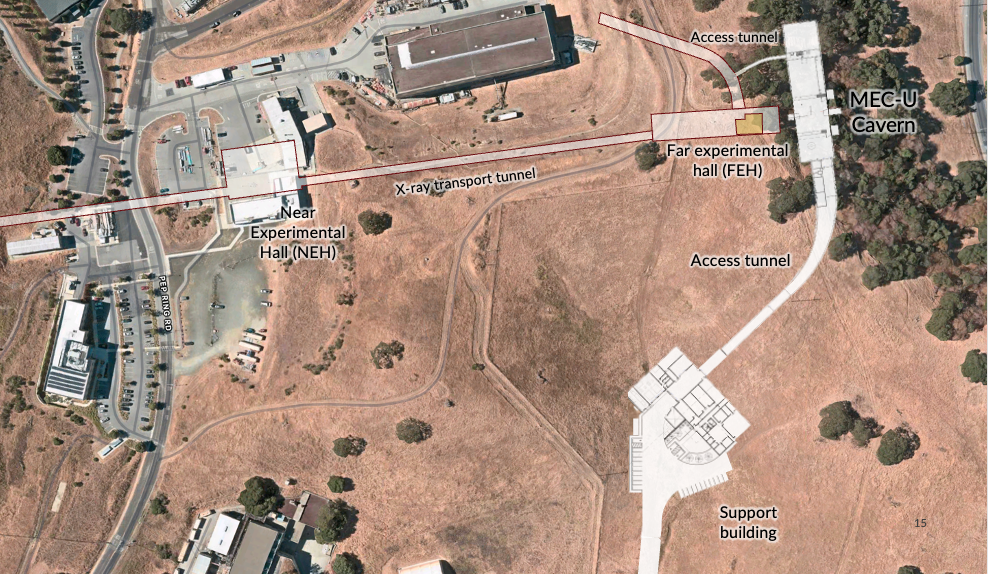 Access tunnel
MEC-U
Cavern
Far experimental
hall (FEH)
X-ray transport tunnel
Near
Experimental
Hall (NEH)
Access tunnel
PEP RING RD
Support
building
15